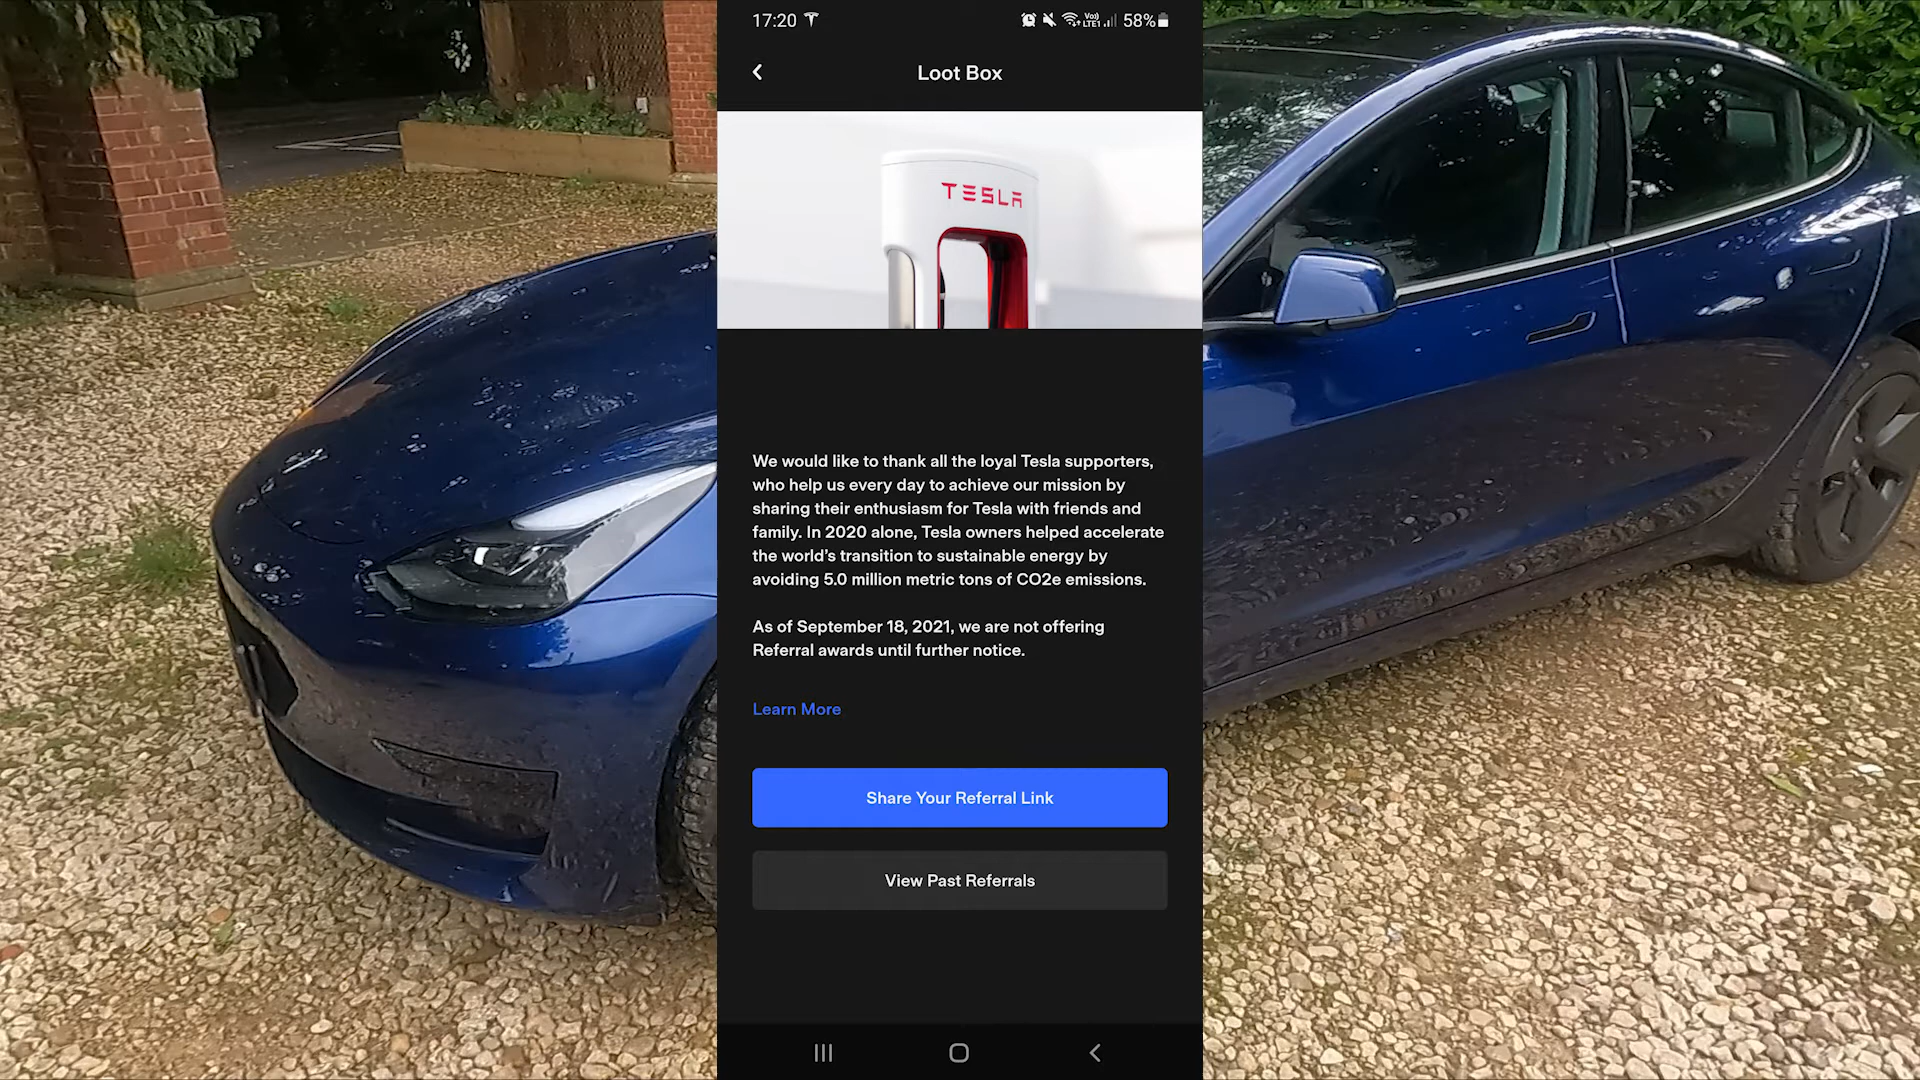 17:20
Vo)
LTE1
58%
Loot Box
TESLA
We would like to thank all the loyal Tesla supporters,
who help us every day to achieve our mission by
sharing their enthusiasm for Tesla with friends and
family. In 2020 alone, Tesla owners helped accelerate
the world's transition to sustainable energy by
avoiding 5.0 million metric tons of CO2e emissions.
As of September 18, 2021, we are not offering
Referral awards until further notice.
Learn More
Share Your Referral Link
View Past Referrals